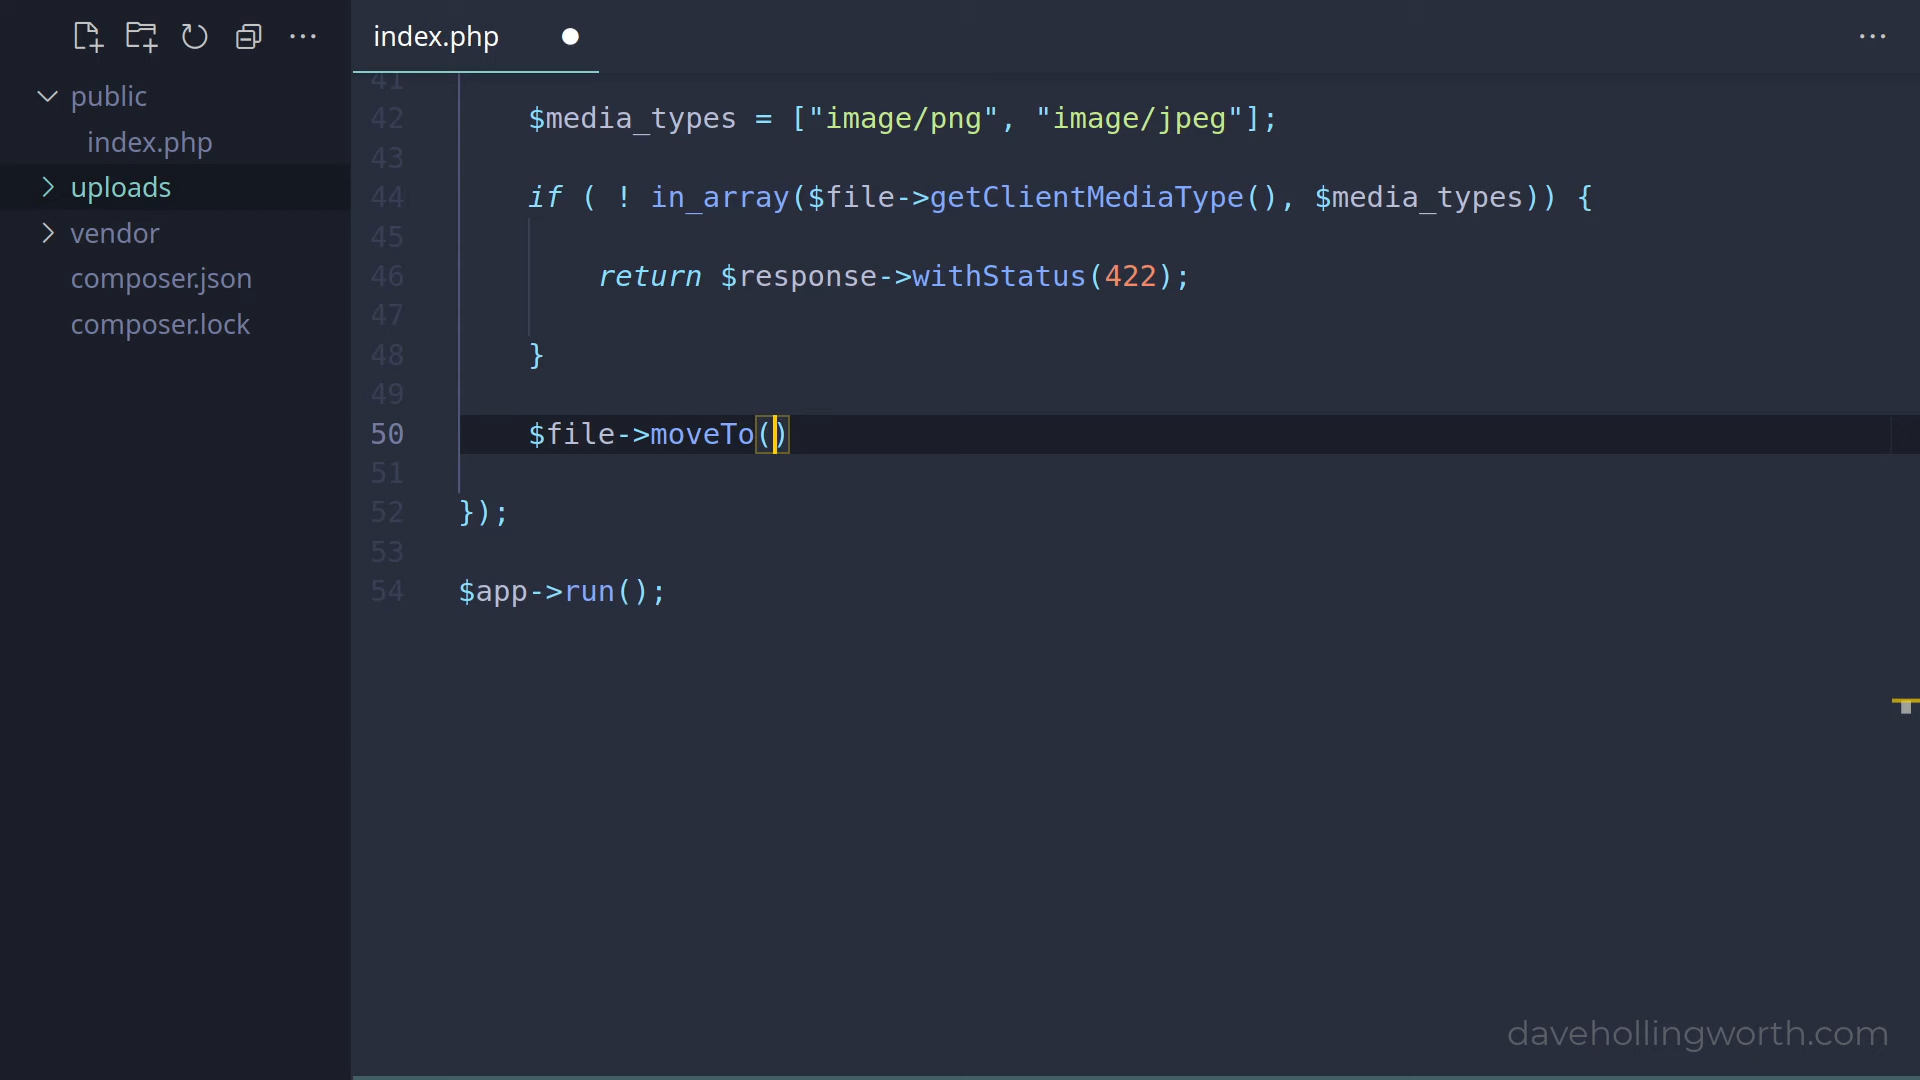 index.php
public
index.php
uploads
vendor
composer.json
composer.lock
41
42 $media_types = ["image/png", "image/jpeg"];
43
44 if ( ! in_array($file->getClientMediaType(), $media_types)) {
45
46 return $response->withStatus(422);
47
48 }
49
50 $file->moveTo()
51
52 });
53
54 $app->run();
davehollingworth.com